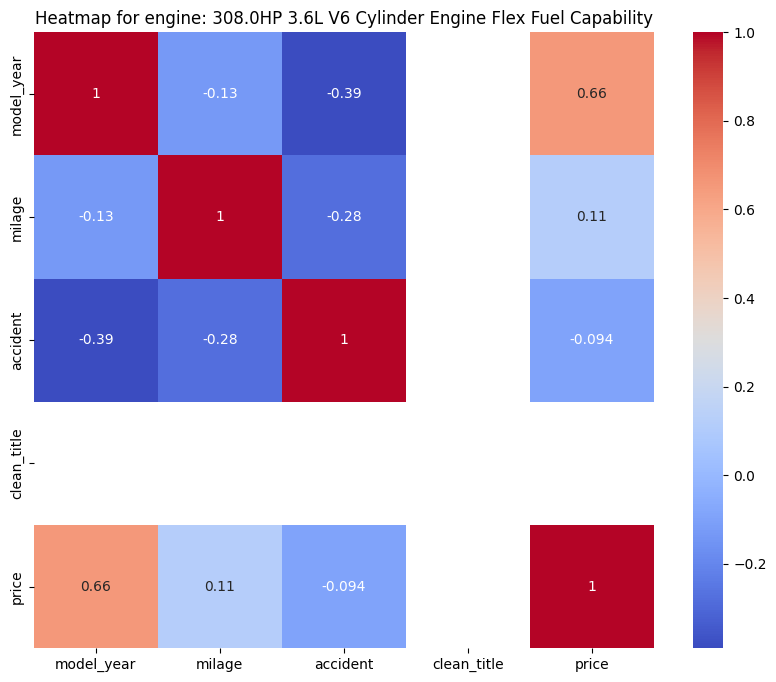 Heatmap for engine: 308.0HP 3.6L V6 Cylinder Engine Flex Fuel Capability
model_year
1
-0.13
-0.39
0.66
milage
-0.13
1
-0.28
0.11
accident
-0.39
-0.28
1
-0.094
clean_title
price
0.66
0.11
-0.094
1
model_year
milage
accident
clean_title
price
1.0
0.8
0.6
0.4
0.2
0.0
−0.2